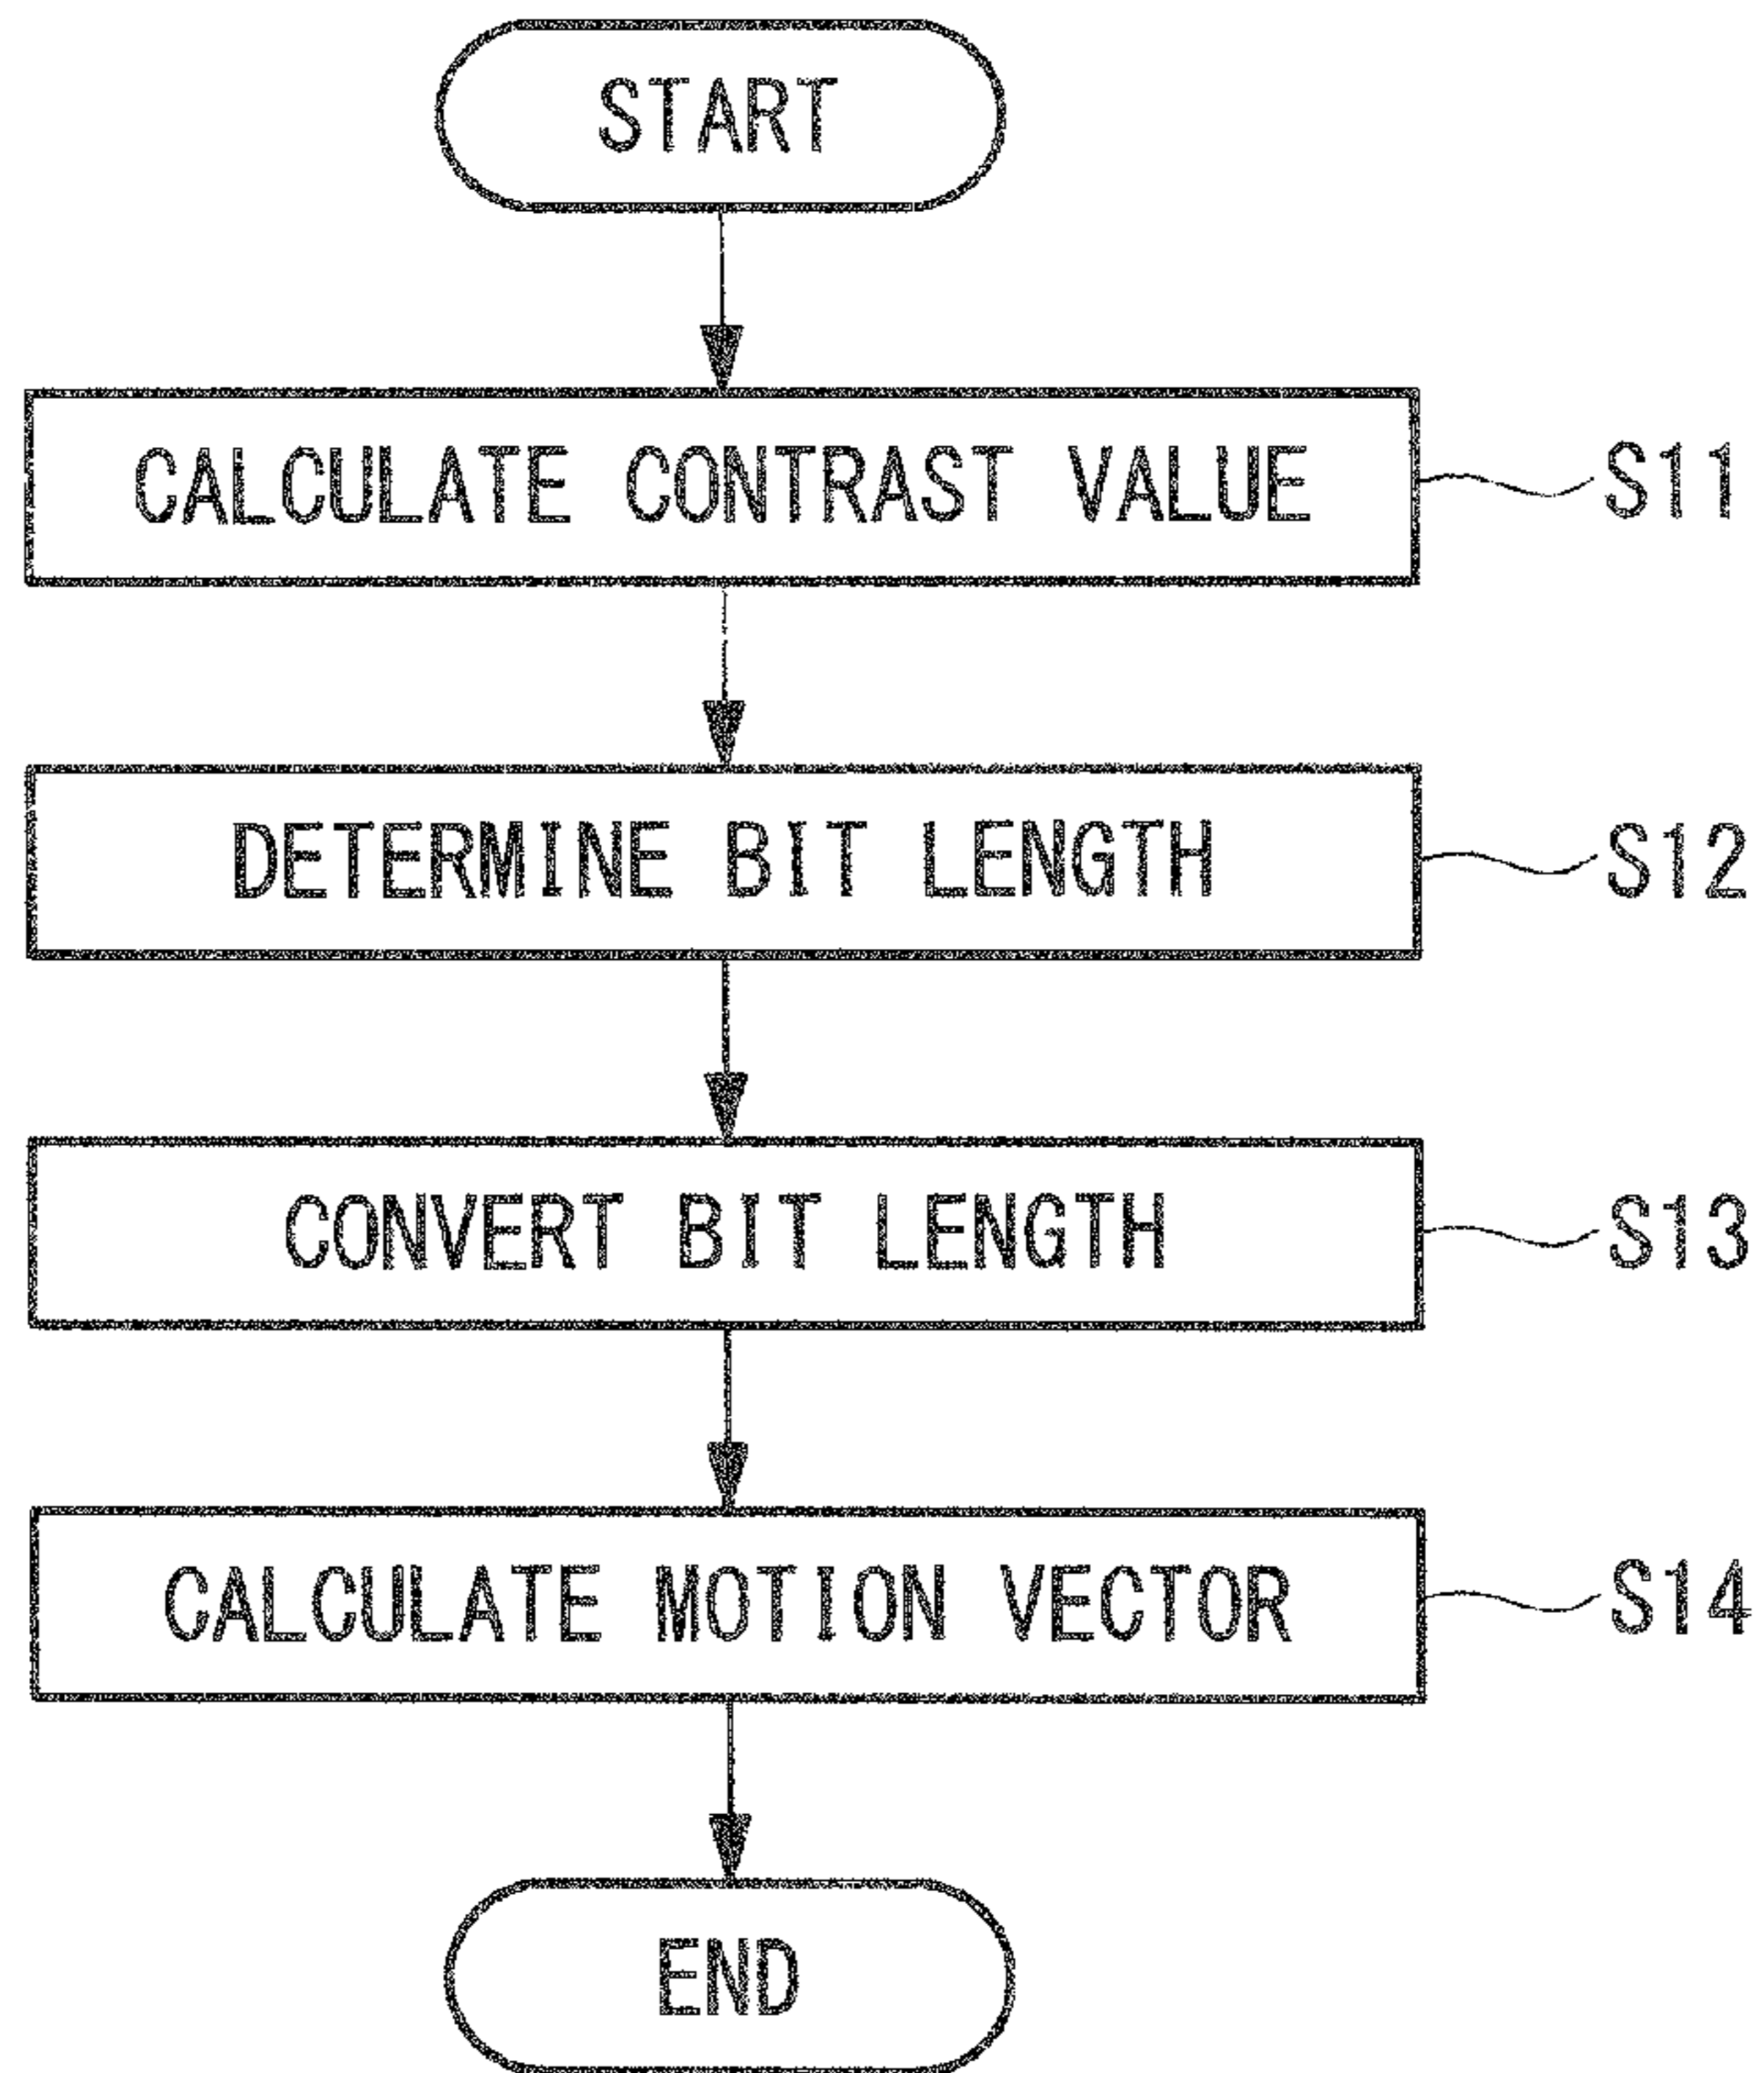 START
CALCULATE CONTRAST VALUE S11
DETERMINE BIT LENGTH S12
CONVERT BIT LENGTH S13
CALCULATE MOTION VECTOR S14
END